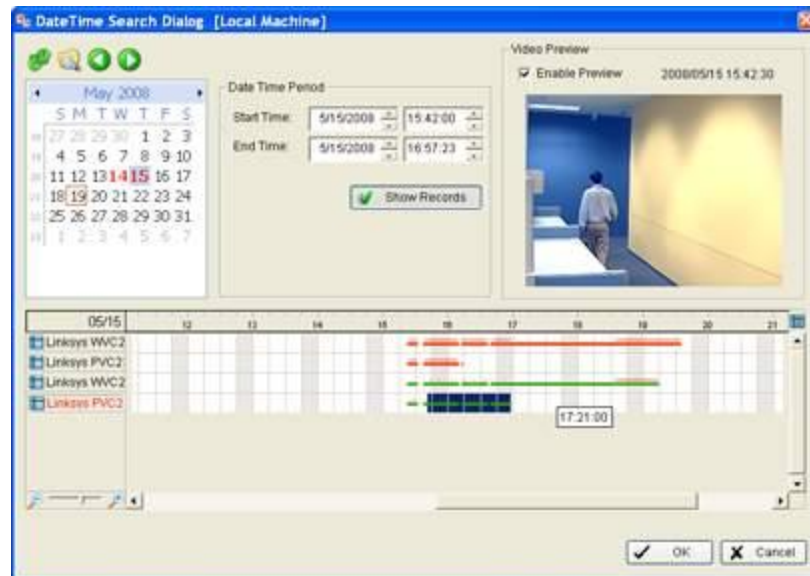 DateTime Search Dialog [Local Machine]
Video Preview
Enable Preview 2008/05/15 15:42:30
May 2008
S M T W T F S
27 28 29 30 1 2 3
4 5 6 7 8 9 10
11 12 13 14 15 16 17
18 19 20 21 22 23 24
25 26 27 28 29 30 31
1 2 3 4 5 6 7
Date Time Period
Start Time: 5/15/2008 15:42:00
End Time: 5/15/2008 16:57:23
Show Records
05/15 12 13 14 15 16 17 18 19 20 21
Linksys WVC2
Linksys PVC2
Linksys WVC2
Linksys PVC2
17:21:00
OK
Cancel